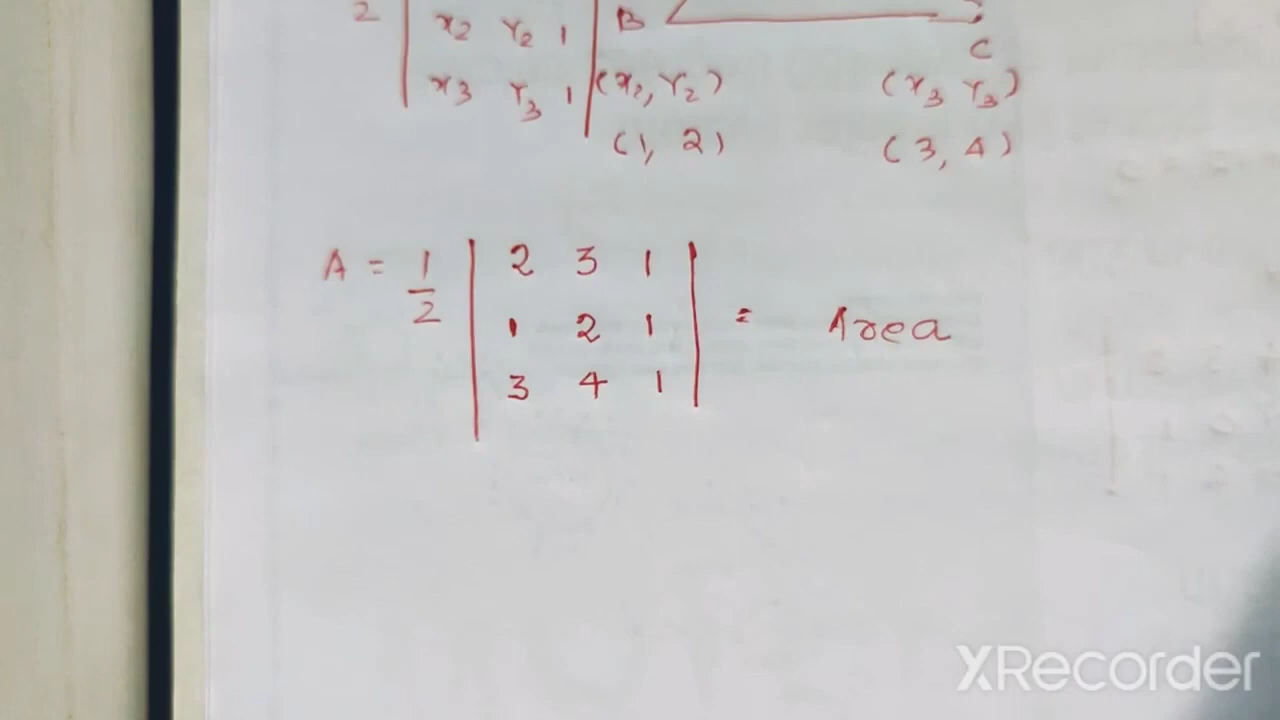 2 | x2 Y2 1 | B
C
x3 Y3 1 (x2, Y2) (x3 Y3)
(1, 2) (3, 4)
A = 1/2 | 2 3 1 |
1 2 1 = Area
3 4 1
XRecorder